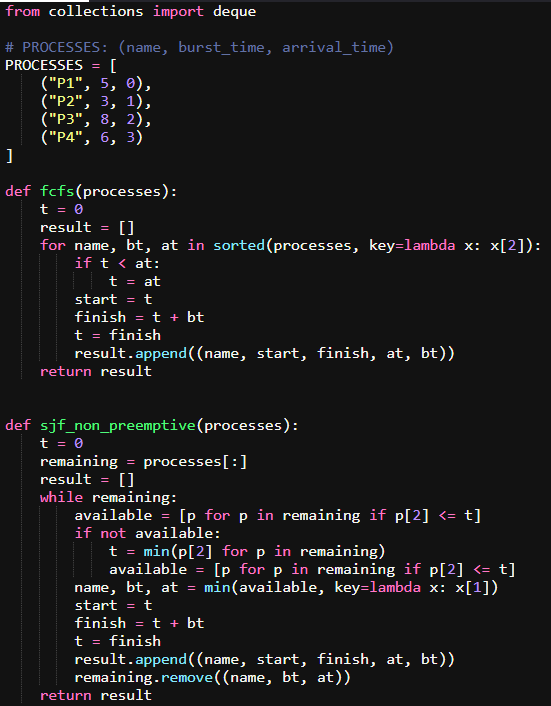 from collections import deque

# PROCESSES: (name, burst_time, arrival_time)
PROCESSES = [
    ("P1", 5, 0),
    ("P2", 3, 1),
    ("P3", 8, 2),
    ("P4", 6, 3)
]

def fcfs(processes):
    t = 0
    result = []
    for name, bt, at in sorted(processes, key=lambda x: x[2]):
        if t < at:
            t = at
        start = t
        finish = t + bt
        t = finish
        result.append((name, start, finish, at, bt))
    return result


def sjf_non_preemptive(processes):
    t = 0
    remaining = processes[:]
    result = []
    while remaining:
        available = [p for p in remaining if p[2] <= t]
        if not available:
            t = min(p[2] for p in remaining)
            available = [p for p in remaining if p[2] <= t]
        name, bt, at = min(available, key=lambda x: x[1])
        start = t
        finish = t + bt
        t = finish
        result.append((name, start, finish, at, bt))
        remaining.remove((name, bt, at))
    return result